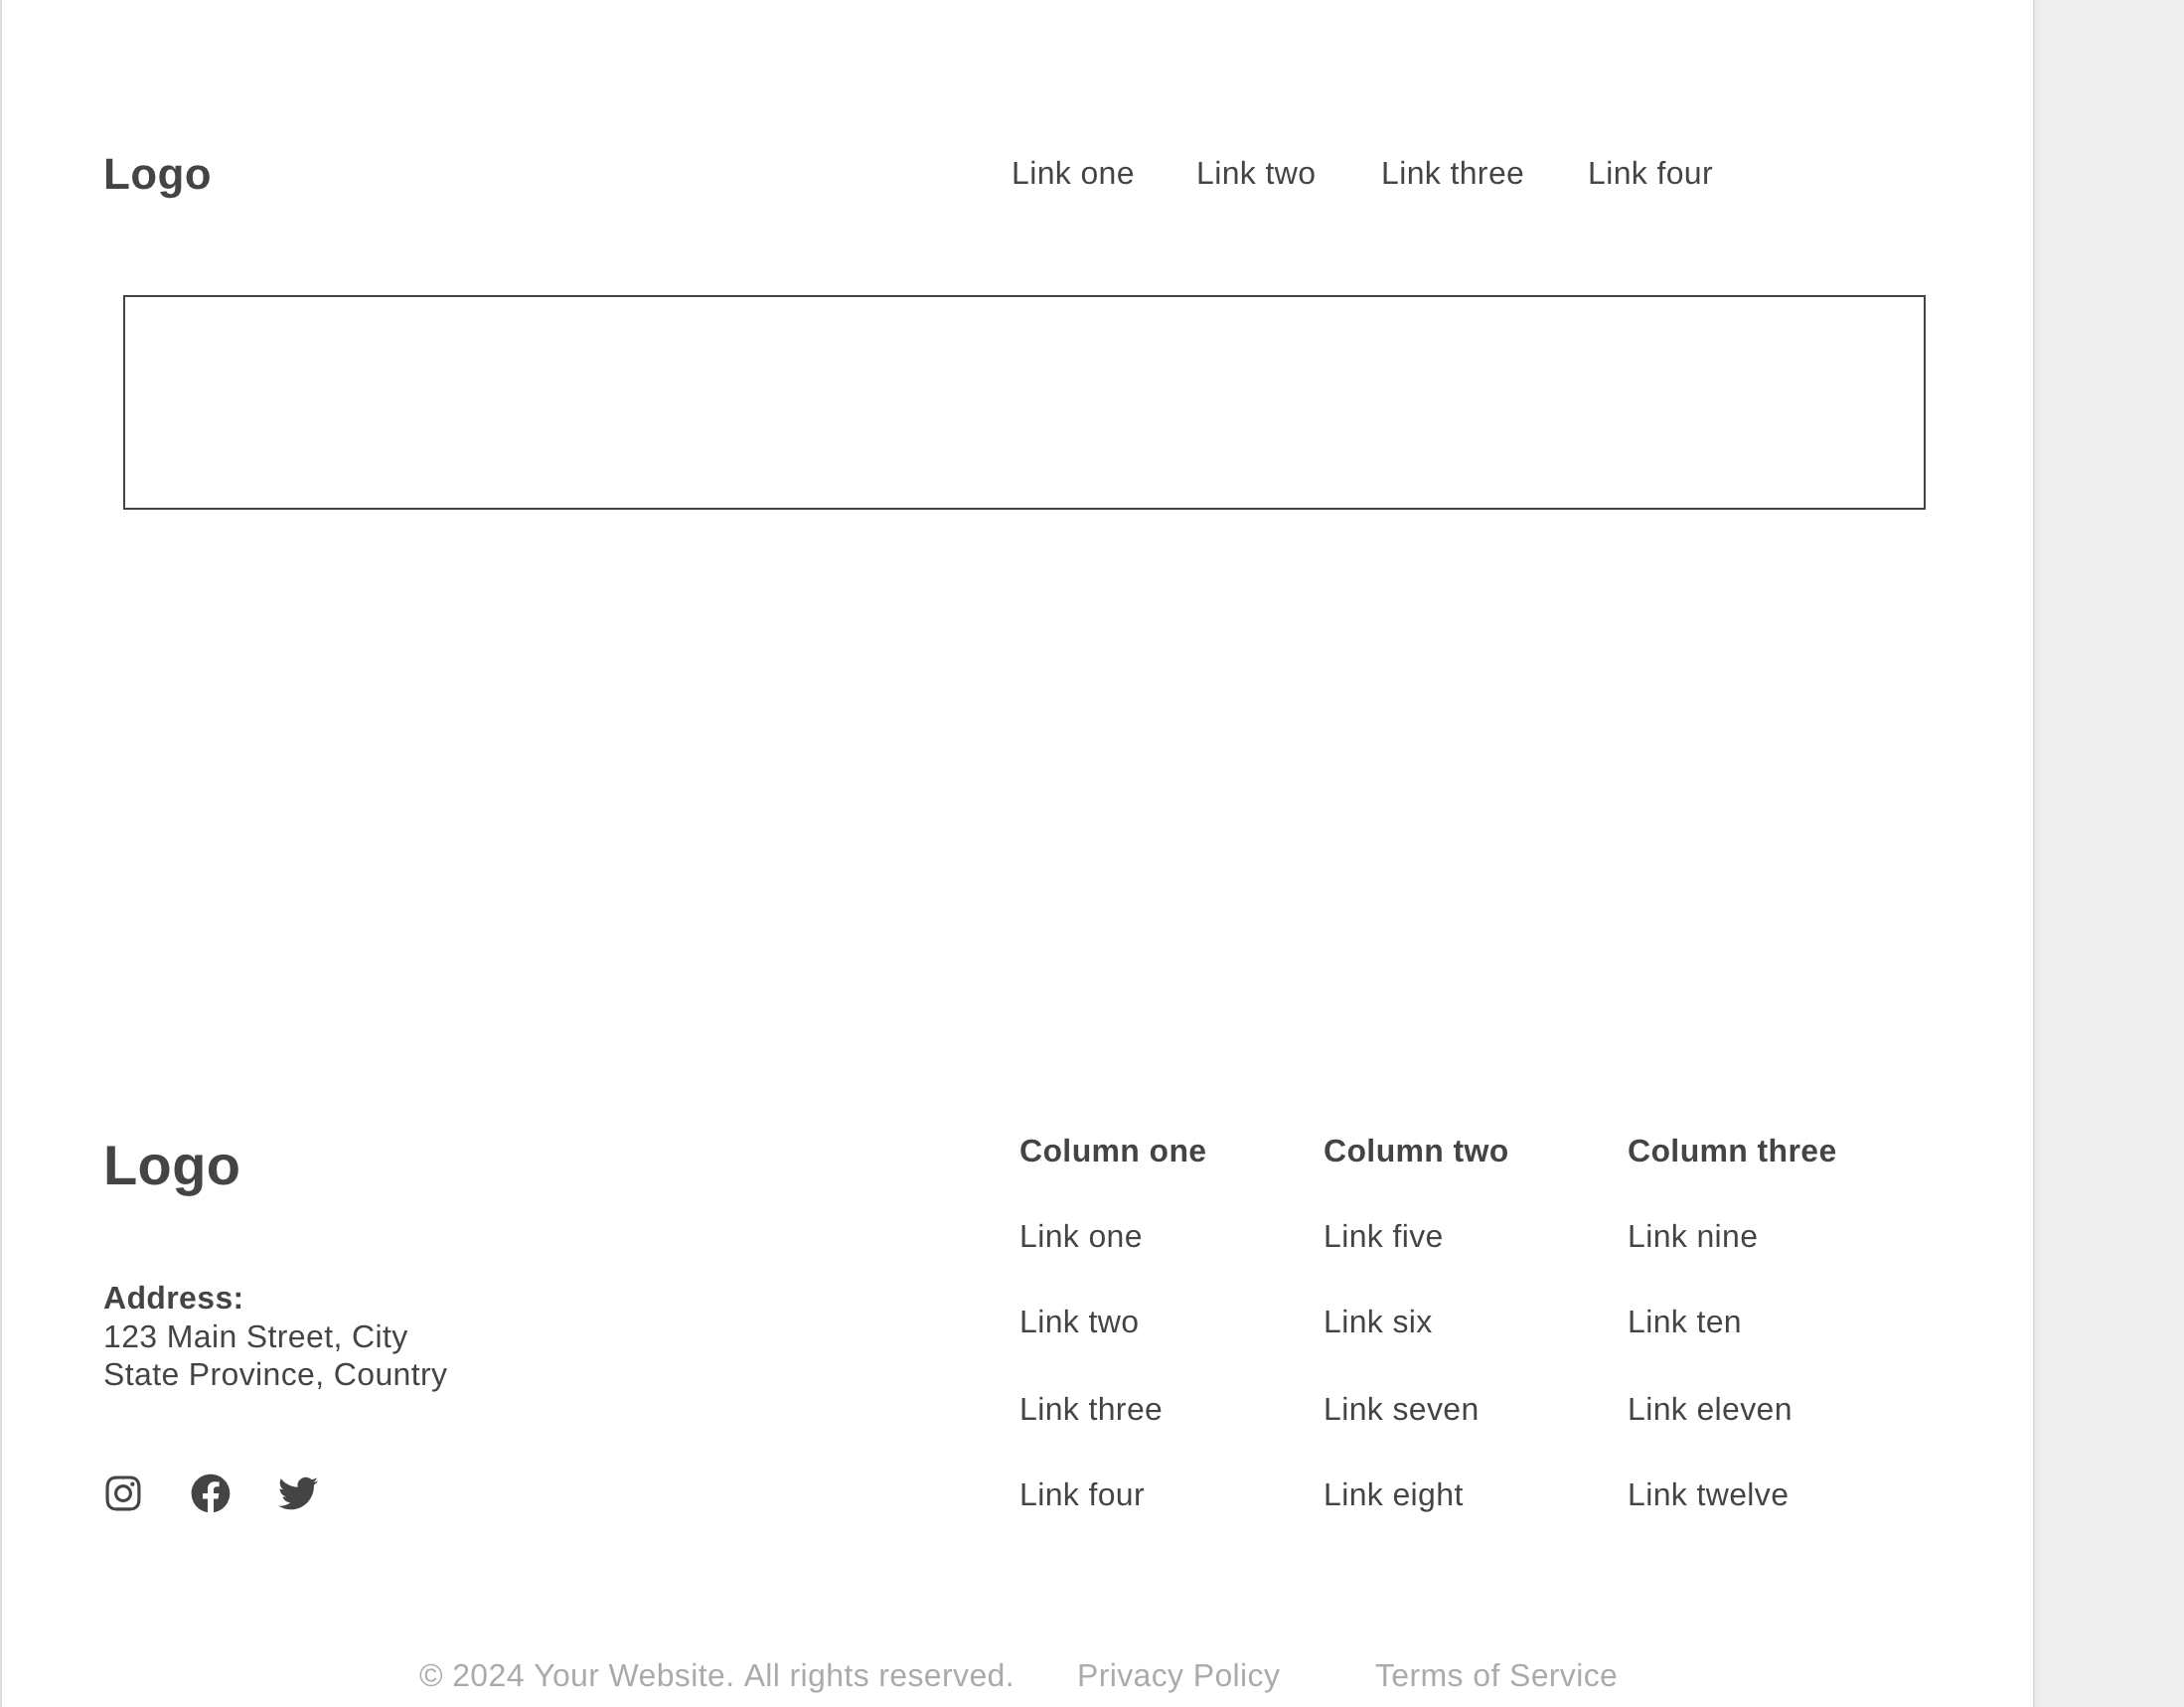 Logo
Link one
Link two
Link three
Link four
Logo
Address:
123 Main Street, City
State Province, Country
Column one
Link one
Link two
Link three
Link four
Column two
Link five
Link six
Link seven
Link eight
Column three
Link nine
Link ten
Link eleven
Link twelve
© 2024 Your Website. All rights reserved.
Privacy Policy
Terms of Service